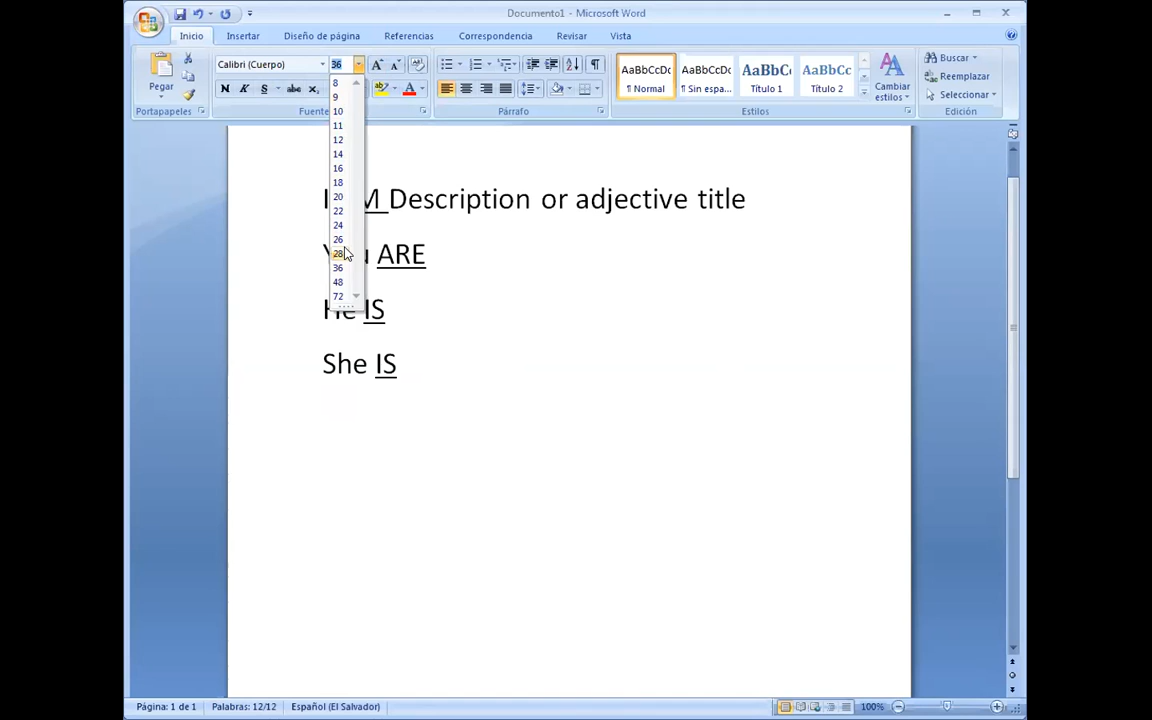 Documento1 - Microsoft Word
Inicio Insertar Diseño de página Referencias Correspondencia Revisar Vista
Pegar
Portapapeles
Calibri (Cuerpo) 36
N K S abc x
Fuente
Párrafo
AaBbCcDc AaBbCcDc AaBbC AaBbCc
¶ Normal ¶ Sin espa... Título 1 Título 2
Cambiar estilos
Estilos
Buscar
Reemplazar
Seleccionar
Edición
8
9
10
11
12
14
16
18
20
22
24
26
28
36
48
72
I M Description or adjective title
Y u ARE
He IS
She IS
Página: 1 de 1 Palabras: 12/12 Español (El Salvador) 100%